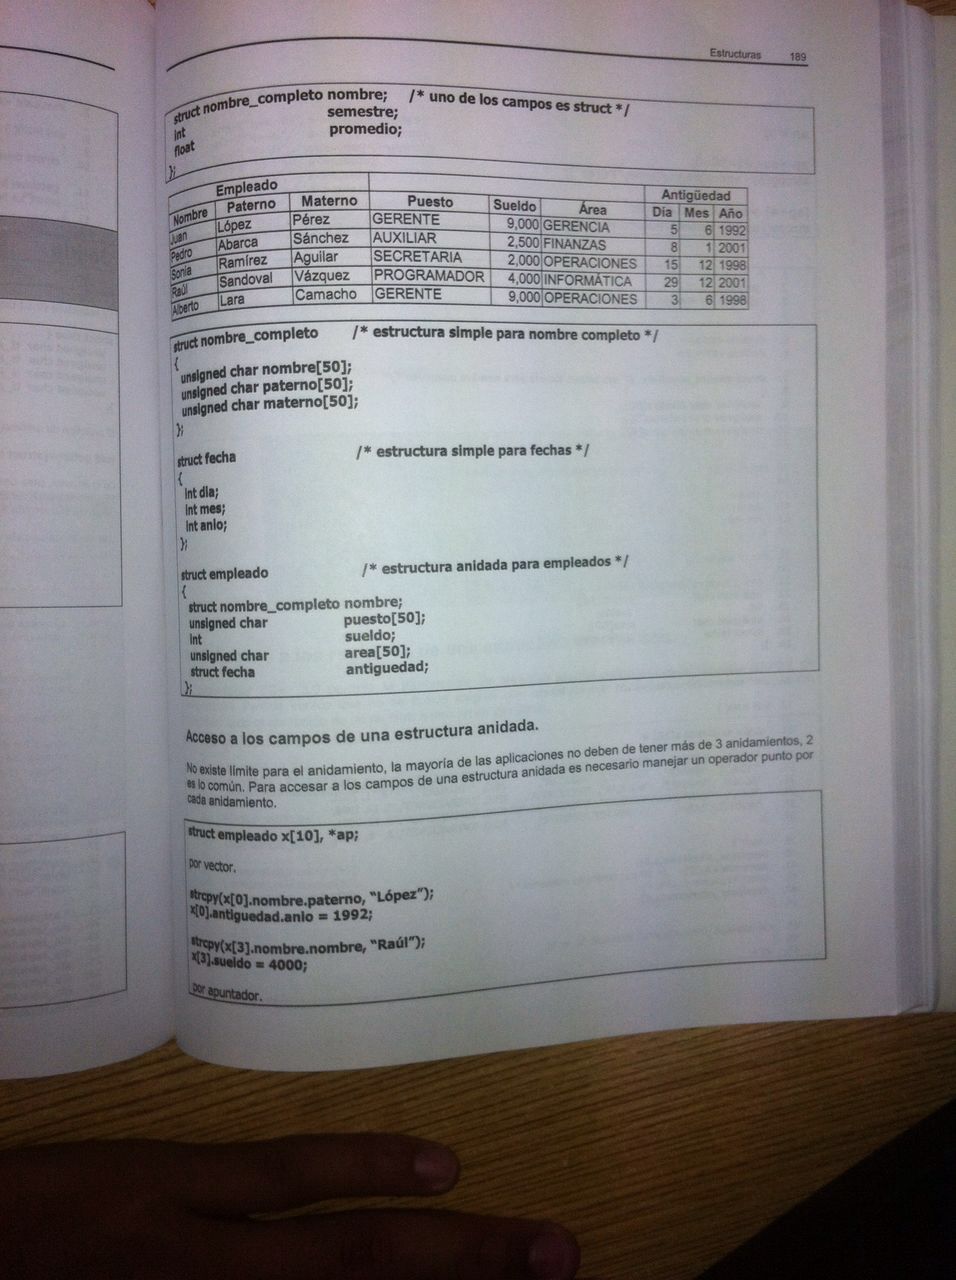 Estructuras 189
struct nombre_completo nombre; /* uno de los campos es struct */
int semestre;
float promedio;
};
Empleado Antigüedad
Nombre Paterno Materno Puesto Sueldo Área Día Mes Año
Juan López Pérez GERENTE 9,000 GERENCIA 5 6 1992
Pedro Abarca Sánchez AUXILIAR 2,500 FINANZAS 8 1 2001
Sonia Ramírez Aguilar SECRETARIA 2,000 OPERACIONES 15 12 1998
Raúl Sandoval Vázquez PROGRAMADOR 4,000 INFORMÁTICA 29 12 2001
Alberto Lara Camacho GERENTE 9,000 OPERACIONES 3 6 1998
struct nombre_completo /* estructura simple para nombre completo */
{
unsigned char nombre[50];
unsigned char paterno[50];
unsigned char materno[50];
};
struct fecha /* estructura simple para fechas */
{
int dia;
int mes;
int anio;
};
struct empleado /* estructura anidada para empleados */
{
struct nombre_completo nombre;
unsigned char puesto[50];
int sueldo;
unsigned char area[50];
struct fecha antiguedad;
};
Acceso a los campos de una estructura anidada.
No existe límite para el anidamiento, la mayoría de las aplicaciones no deben de tener más de 3 anidamientos, 2
es lo común. Para accesar a los campos de una estructura anidada es necesario manejar un operador punto por
cada anidamiento.
struct empleado x[10], *ap;
por vector.
strcpy(x[0].nombre.paterno, “López”);
x[0].antiguedad.anio = 1992;
strcpy(x[3].nombre.nombre, “Raúl”);
x[3].sueldo = 4000;
por apuntador.